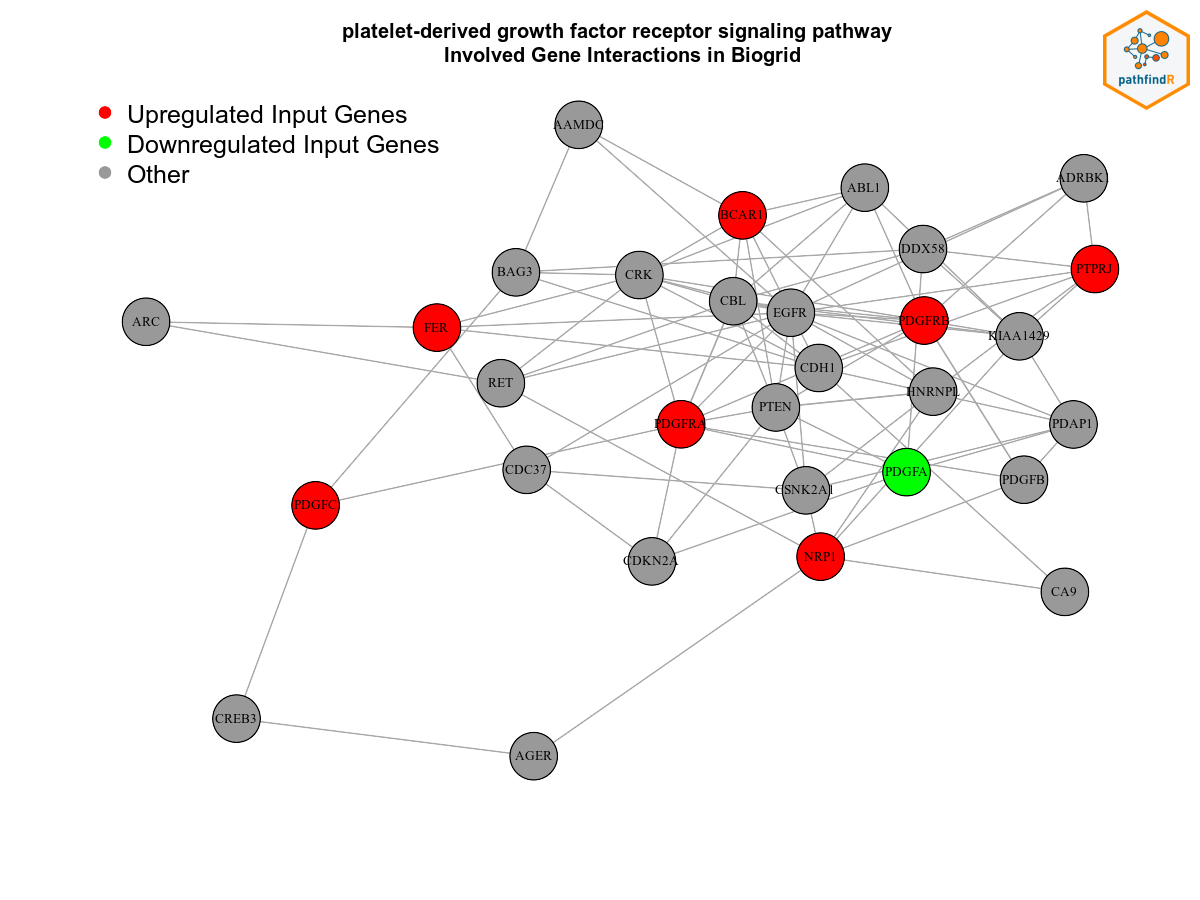 platelet-derived growth factor receptor signaling pathway
Involved Gene Interactions in Biogrid
pathfindR
Upregulated Input Genes
Downregulated Input Genes
Other
AAMDC
ABL1
ADRBK1
BCAR1
DDX58
BAG3
CRK
PTPRJ
CBL
EGFR
ARC
FER
PDGFRB
KIAA1429
CDH1
RET
HNRNPL
PTEN
PDGFRA
PDAP1
CDC37
PDGFA
PDGFB
CSNK2A1
PDGFC
CDKN2A
NRP1
CA9
CREB3
AGER